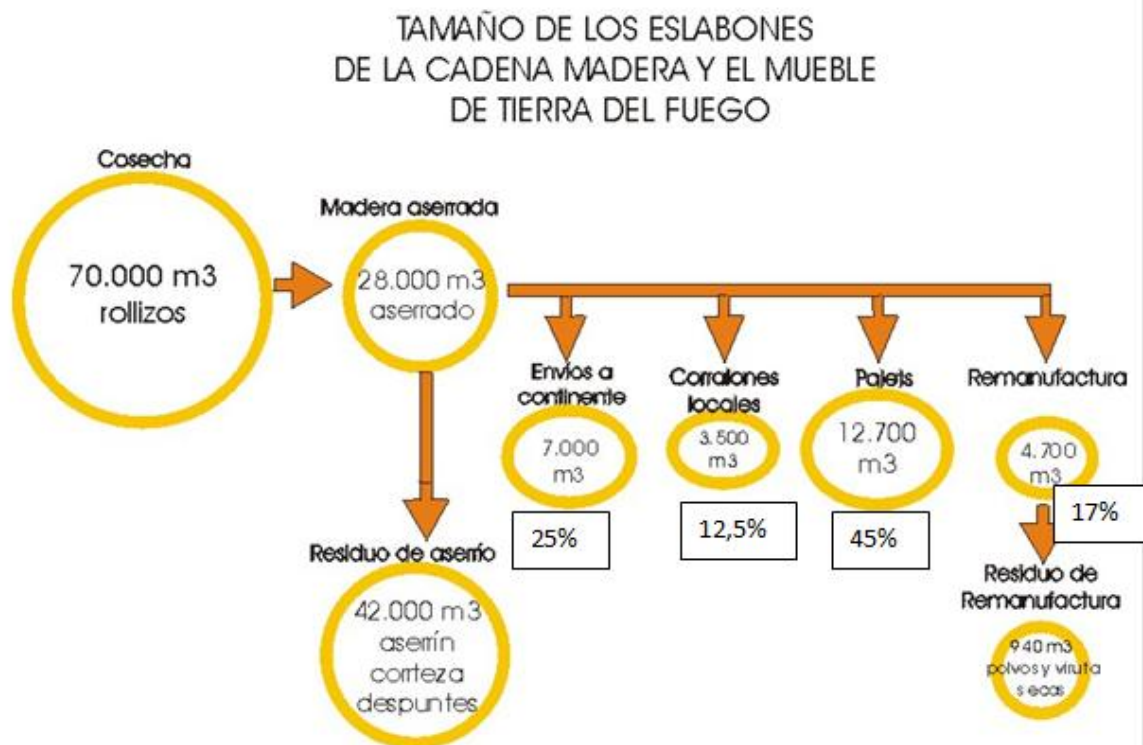 TAMAÑO DE LOS ESLABONES
DE LA CADENA MADERA Y EL MUEBLE
DE TIERRA DEL FUEGO
Cosecha
70.000 m3
rollizos
Madera aserrada
28.000 m3
aserrado
Envíos a
continente
7.000
m3
25%
Corralones
locales
3.500
m3
12,5%
Palets
12.700
m3
45%
Remanufactura
4.700
m3
17%
Residuo de aserrío
42.000 m3
aserrín
corrteza
despuntes
Residuo de
Remanufactura
940 m3
polvos y viruta
secas